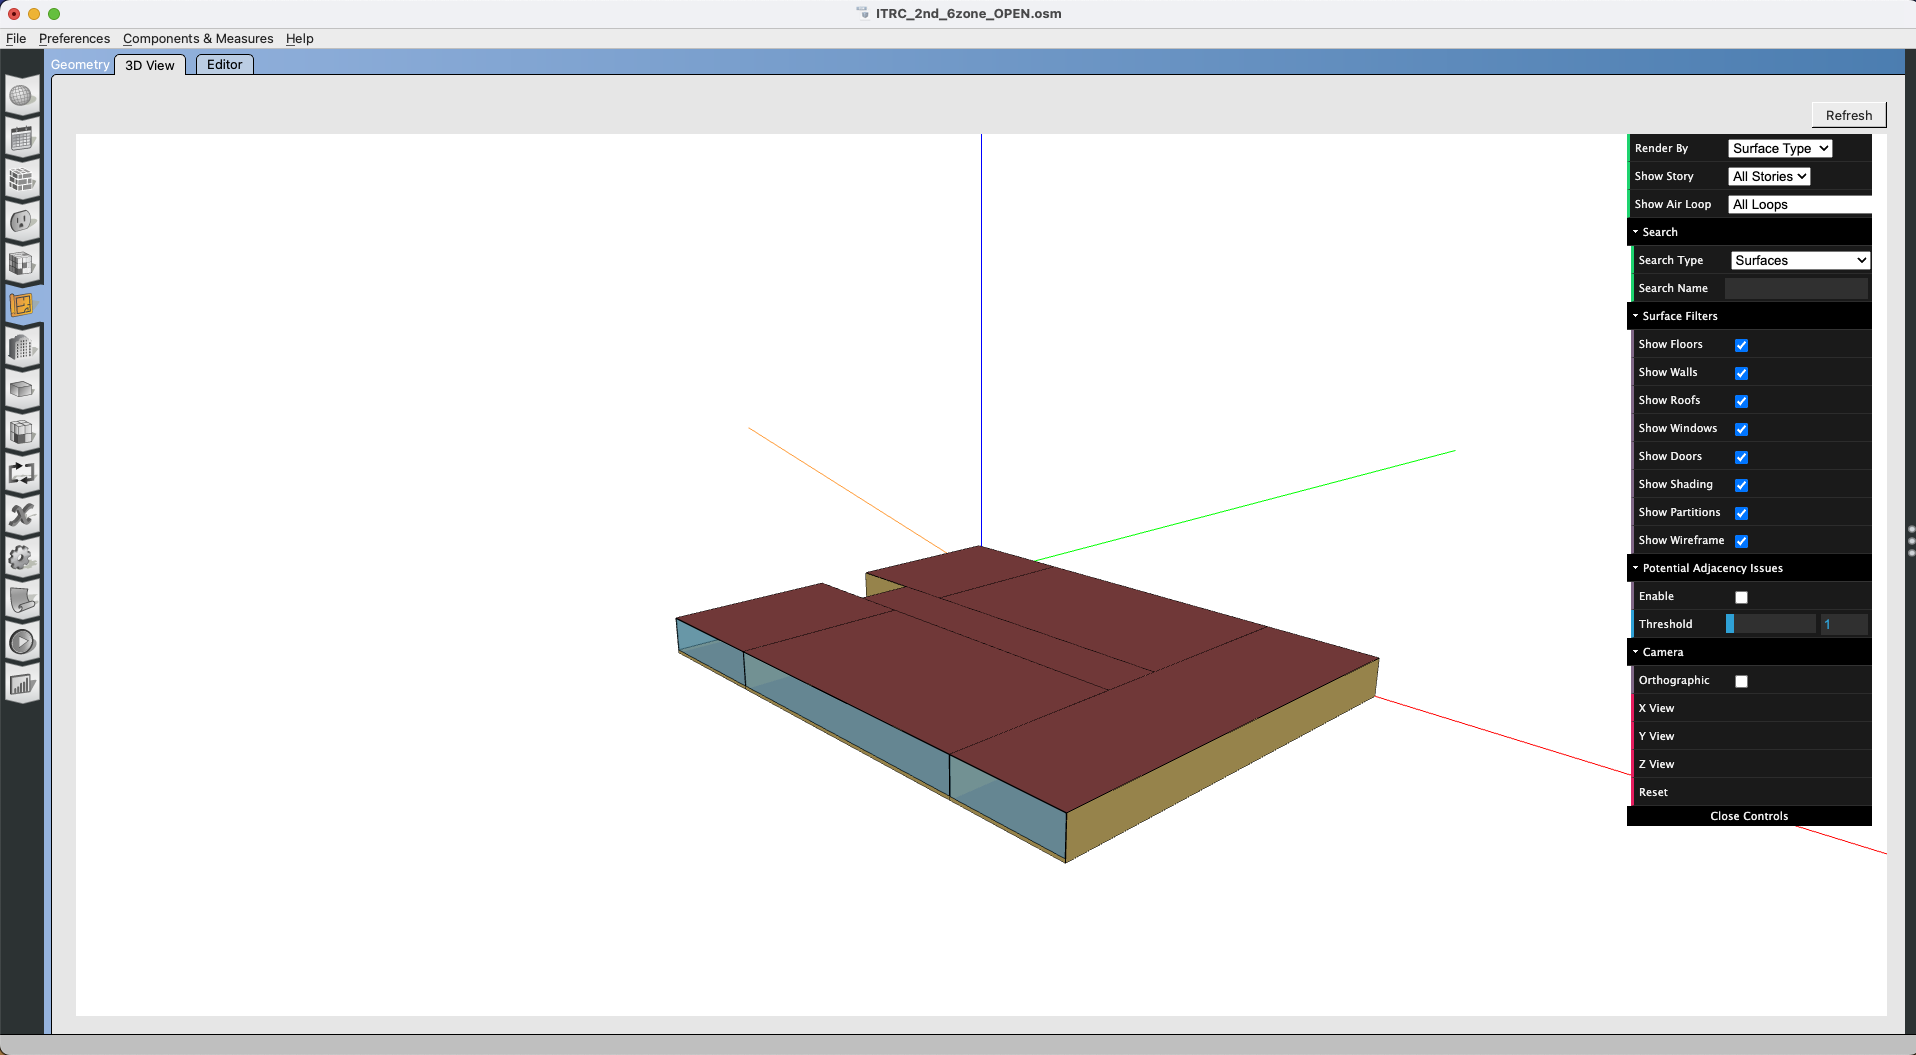 ITRC_2nd_6zone_OPEN.osm
File Preferences Components & Measures Help
Geometry 3D View Editor
Refresh
Render By Surface Type
Show Story All Stories
Show Air Loop All Loops
Search
Search Type Surfaces
Search Name
Surface Filters
Show Floors
Show Walls
Show Roofs
Show Windows
Show Doors
Show Shading
Show Partitions
Show Wireframe
Potential Adjacency Issues
Enable
Threshold 1
Camera
Orthographic
X View
Y View
Z View
Reset
Close Controls